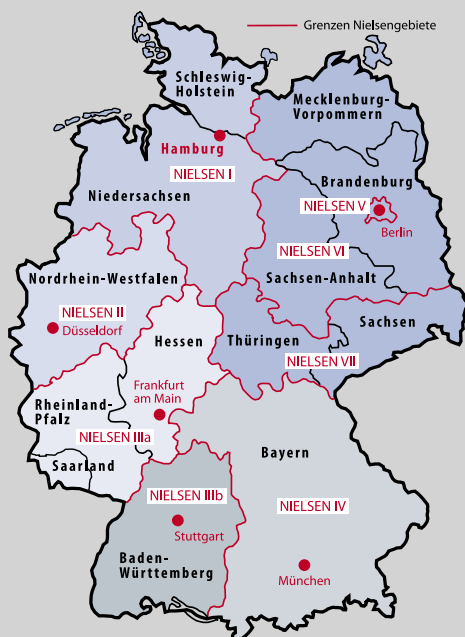 Grenzen Nielsengebiete
Schleswig-
Holstein
Mecklenburg-
Vorpommern
Hamburg
NIELSEN I
Niedersachsen
Brandenburg
NIELSEN V
Berlin
NIELSEN VI
Sachsen-Anhalt
Nordrhein-Westfalen
NIELSEN II
Düsseldorf
Hessen
Thüringen
Sachsen
NIELSEN VII
Frankfurt
am Main
Rheinland-
Pfalz
NIELSEN IIIa
Saarland
Bayern
NIELSEN IIIb
NIELSEN IV
Stuttgart
Baden-
Württemberg
München